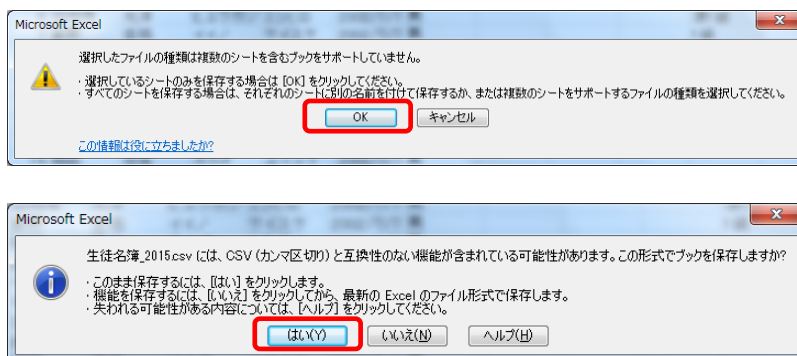 Microsoft Excel
選択したファイルの種類は複数のシートを含むブックをサポートしていません。
・選択しているシートのみを保存する場合は [OK] をクリックしてください。
・すべてのシートを保存する場合は、それぞれのシートに別の名前を付けて保存するか、または複数のシートをサポートするファイルの種類を選択してください。
OK キャンセル
この情報は役に立ちましたか?
Microsoft Excel
生徒名簿_2015.csv には、CSV (カンマ区切り) と互換性のない機能が含まれている可能性があります。この形式でブックを保存しますか?
・このまま保存するには、[はい] をクリックします。
・機能を保存するには、[いいえ] をクリックしてから、最新の Excel のファイル形式で保存します。
・失われる可能性がある内容については、[ヘルプ] をクリックしてください。
はい(Y) いいえ(N) ヘルプ(H)